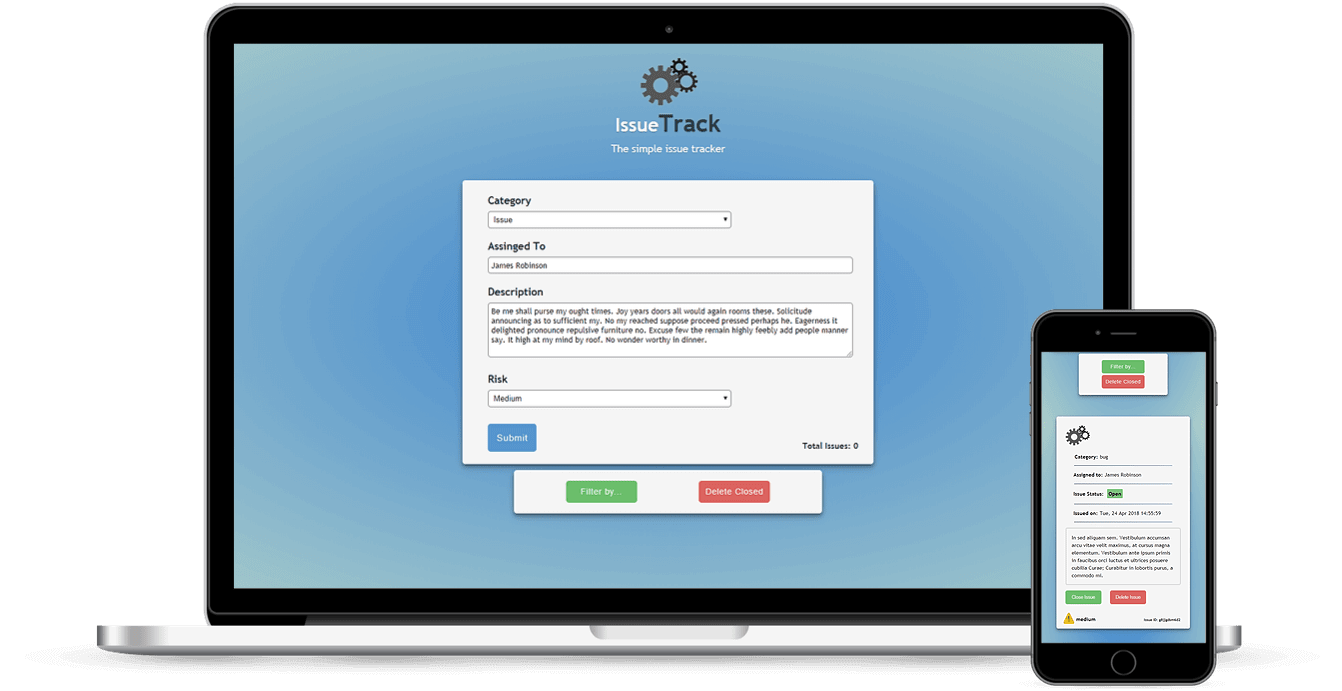 IssueTrack
The simple issue tracker
Category
Issue
Assinged To
James Robinson
Description
Be me shall purse my ought times. Joy years doors all would again rooms these. Solicitude
announcing as to sufficient my. No my reached suppose proceed pressed perhaps he. Eagerness it
delighted pronounce repulsive furniture no. Excuse few the remain highly feebly add people manner
say. It high at my mind by roof. No wonder worthy in dinner.
Risk
Medium
Submit
Total Issues: 0
Filter by...
Delete Closed
Filter by...
Delete Closed
Category: bug
Assigned to: James Robinson
Issue Status: Open
Issued on: Tue, 24 Apr 2018 14:55:59
In sed aliquam sem. Vestibulum accumsan
arcu vitae velit maximus, at cursus magna
elementum. Vestibulum ante ipsum primis
in faucibus orci luctus et ultrices posuere
cubilia Curae; Curabitur in lobortis purus, a
commodo mi.
Close Issue
Delete Issue
medium
Issue ID: